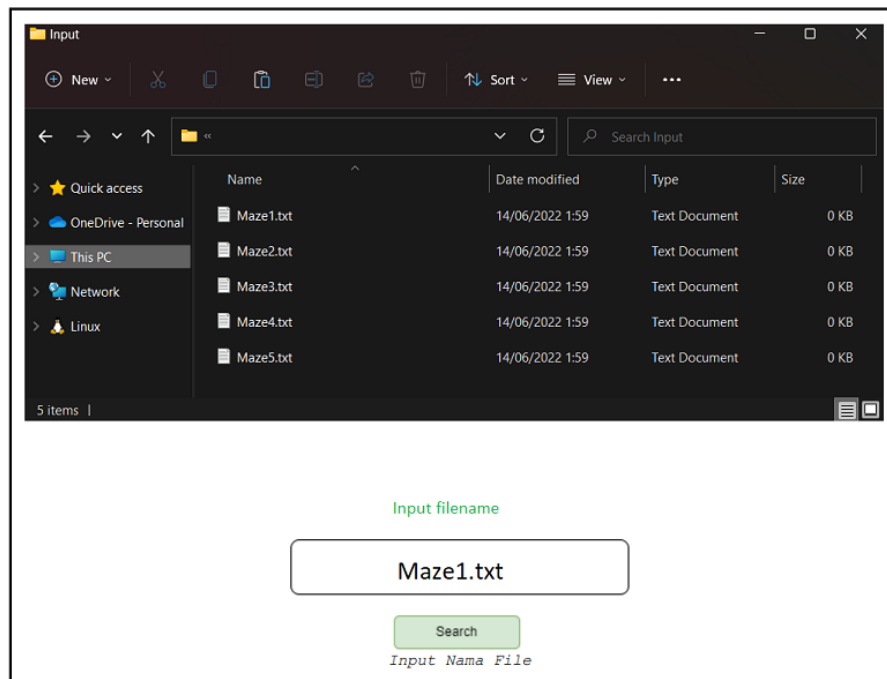 Input
New Sort View ...
« Search Input
Name Date modified Type Size
Quick access
OneDrive - Personal
This PC
Network
Linux
Maze1.txt 14/06/2022 1:59 Text Document 0 KB
Maze2.txt 14/06/2022 1:59 Text Document 0 KB
Maze3.txt 14/06/2022 1:59 Text Document 0 KB
Maze4.txt 14/06/2022 1:59 Text Document 0 KB
Maze5.txt 14/06/2022 1:59 Text Document 0 KB
5 items
Input filename
Maze1.txt
Search
Input Nama File